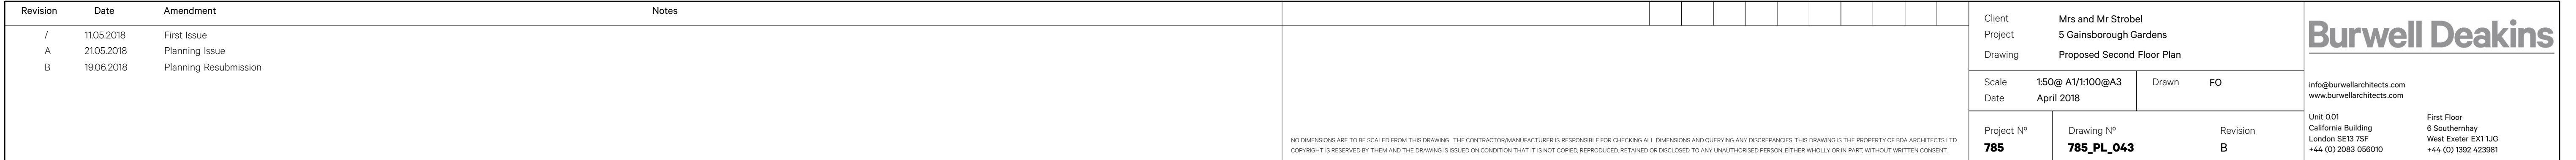 Revision Date Amendment Notes
/ 11.05.2018 First Issue
A 21.05.2018 Planning Issue
B 19.06.2018 Planning Resubmission
NO DIMENSIONS ARE TO BE SCALED FROM THIS DRAWING. THE CONTRACTOR/MANUFACTURER IS RESPONSIBLE FOR CHECKING ALL DIMENSIONS AND QUERYING ANY DISCREPANCIES. THIS DRAWING IS THE PROPERTY OF BDA ARCHITECTS LTD.
COPYRIGHT IS RESERVED BY THEM AND THE DRAWING IS ISSUED ON CONDITION THAT IT IS NOT COPIED, REPRODUCED, RETAINED OR DISCLOSED TO ANY UNAUTHORISED PERSON, EITHER WHOLLY OR IN PART, WITHOUT WRITTEN CONSENT.
Client Mrs and Mr Strobel
Project 5 Gainsborough Gardens
Drawing Proposed Second Floor Plan
Scale 1:50@ A1/1:100@A3 Drawn FO
Date April 2018
Project Nº Drawing Nº Revision
785 785_PL_043 B
Burwell Deakins
info@burwellarchitects.com
www.burwellarchitects.com
Unit 0.01
California Building
London SE13 7SF
+44 (0) 2083 056010
First Floor
6 Southernhay
West Exeter EX1 1JG
+44 (0) 1392 423981